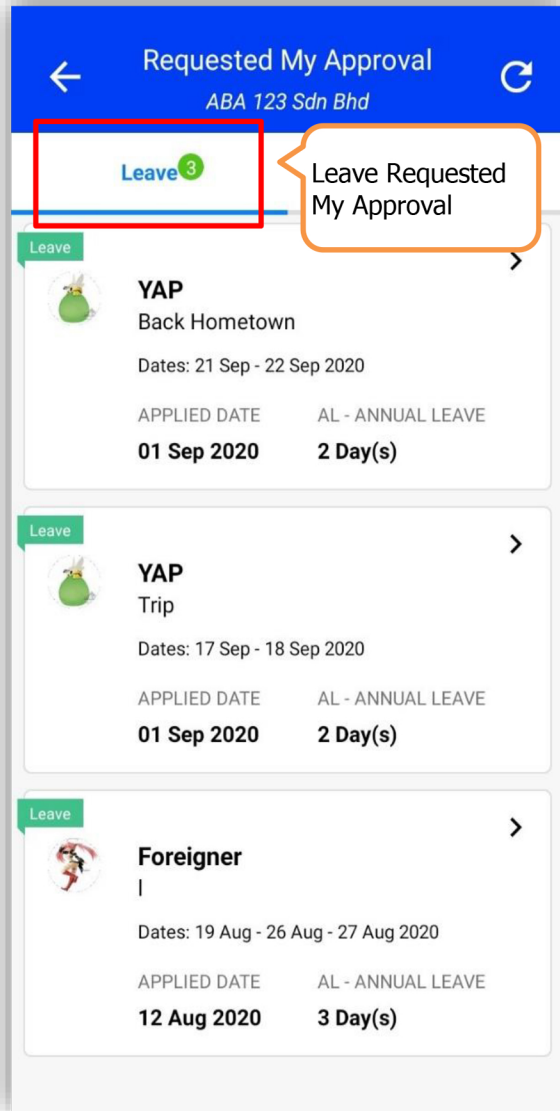 Requested My Approval
ABA 123 Sdn Bhd
Leave 3
Leave Requested
My Approval
Leave
YAP
Back Hometown
Dates: 21 Sep - 22 Sep 2020
APPLIED DATE AL - ANNUAL LEAVE
01 Sep 2020 2 Day(s)
Leave
YAP
Trip
Dates: 17 Sep - 18 Sep 2020
APPLIED DATE AL - ANNUAL LEAVE
01 Sep 2020 2 Day(s)
Leave
Foreigner
l
Dates: 19 Aug - 26 Aug - 27 Aug 2020
APPLIED DATE AL - ANNUAL LEAVE
12 Aug 2020 3 Day(s)